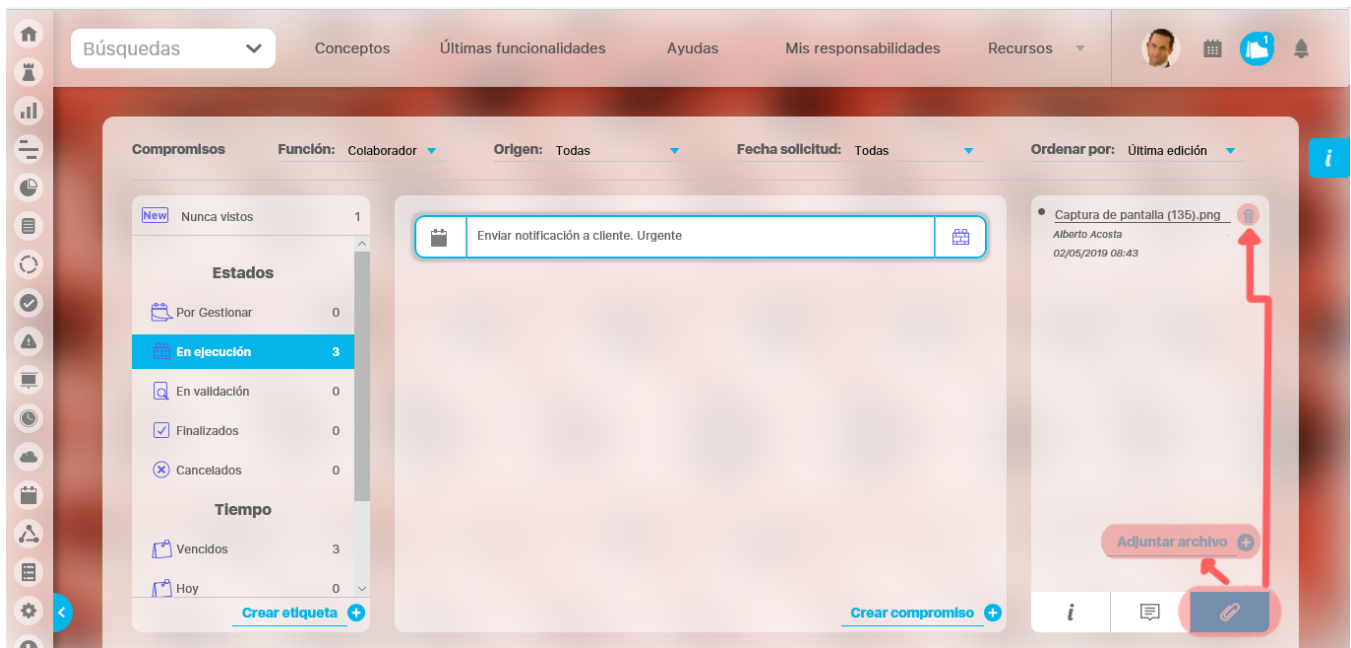 Búsquedas
Conceptos
Últimas funcionalidades
Ayudas
Mis responsabilidades
Recursos
1
Compromisos
Función: Colaborador
Origen: Todas
Fecha solicitud: Todas
Ordenar por: Última edición
i
New Nunca vistos 1
Estados
Por Gestionar 0
En ejecución 3
En validación 0
Finalizados 0
Cancelados 0
Tiempo
Vencidos 3
Hoy 0
Crear etiqueta
Enviar notificación a cliente. Urgente
Crear compromiso
Captura de pantalla (135).png
Alberto Acosta
02/05/2019 08:43
Adjuntar archivo
i